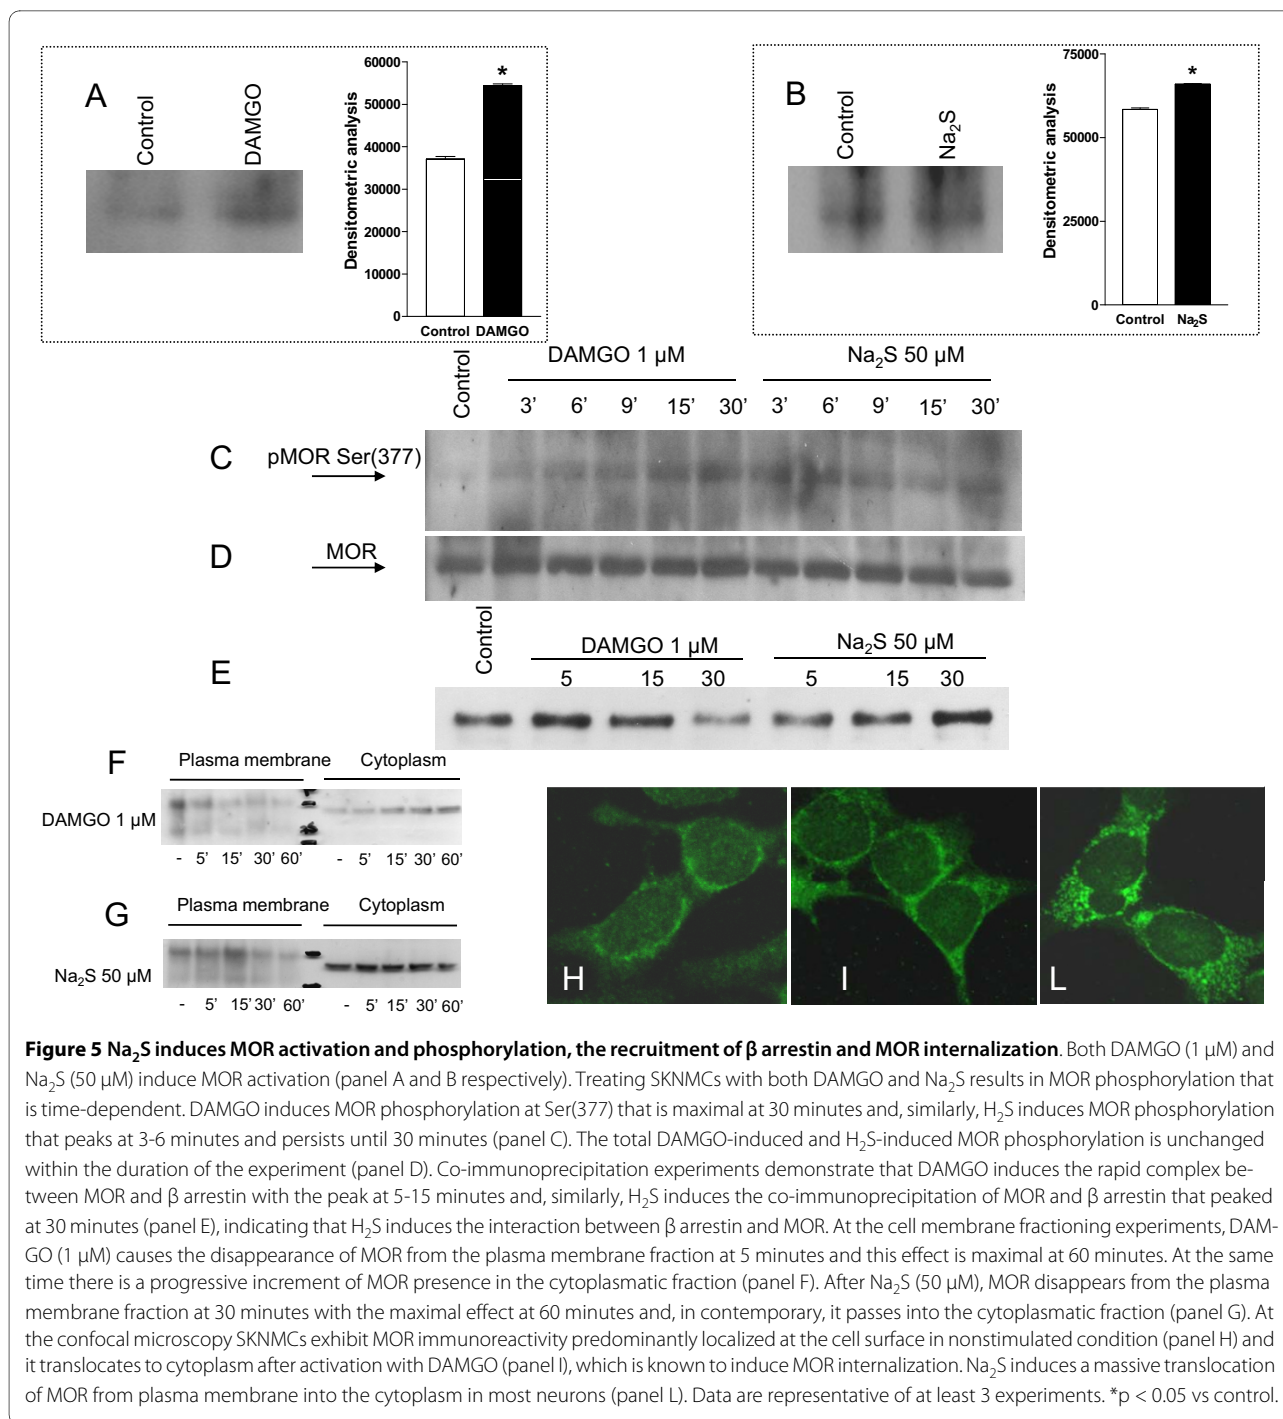 A
Control
DAMGO
Densitometric analysis
60000
50000
40000
30000
20000
10000
0
*
Control DAMGO
B
Control
Na₂S
Densitometric analysis
75000
50000
25000
0
*
Control Na₂S
Control
DAMGO 1 µM
Na₂S 50 µM
3’ 6’ 9’ 15’ 30’ 3’ 6’ 9’ 15’ 30’
C
pMOR Ser(377)
D
MOR
Control
DAMGO 1 µM
Na₂S 50 µM
E
5 15 30 5 15 30
F
Plasma membrane Cytoplasm
DAMGO 1 µM
- 5’ 15’ 30’ 60’ - 5’ 15’ 30’ 60’
G
Plasma membrane Cytoplasm
Na₂S 50 µM
- 5’ 15’ 30’ 60’ - 5’ 15’ 30’ 60’
H
I
L
Figure 5 Na₂S induces MOR activation and phosphorylation, the recruitment of β arrestin and MOR internalization. Both DAMGO (1 μM) and
Na₂S (50 μM) induce MOR activation (panel A and B respectively). Treating SKNMCs with both DAMGO and Na₂S results in MOR phosphorylation that
is time-dependent. DAMGO induces MOR phosphorylation at Ser(377) that is maximal at 30 minutes and, similarly, H₂S induces MOR phosphorylation
that peaks at 3-6 minutes and persists until 30 minutes (panel C). The total DAMGO-induced and H₂S-induced MOR phosphorylation is unchanged
within the duration of the experiment (panel D). Co-immunoprecipitation experiments demonstrate that DAMGO induces the rapid complex be-
tween MOR and β arrestin with the peak at 5-15 minutes and, similarly, H₂S induces the co-immunoprecipitation of MOR and β arrestin that peaked
at 30 minutes (panel E), indicating that H₂S induces the interaction between β arrestin and MOR. At the cell membrane fractioning experiments, DAM-
GO (1 μM) causes the disappearance of MOR from the plasma membrane fraction at 5 minutes and this effect is maximal at 60 minutes. At the same
time there is a progressive increment of MOR presence in the cytoplasmatic fraction (panel F). After Na₂S (50 μM), MOR disappears from the plasma
membrane fraction at 30 minutes with the maximal effect at 60 minutes and, in contemporary, it passes into the cytoplasmatic fraction (panel G). At
the confocal microscopy SKNMCs exhibit MOR immunoreactivity predominantly localized at the cell surface in nonstimulated condition (panel H) and
it translocates to cytoplasm after activation with DAMGO (panel I), which is known to induce MOR internalization. Na₂S induces a massive translocation
of MOR from plasma membrane into the cytoplasm in most neurons (panel L). Data are representative of at least 3 experiments. *p < 0.05 vs control.